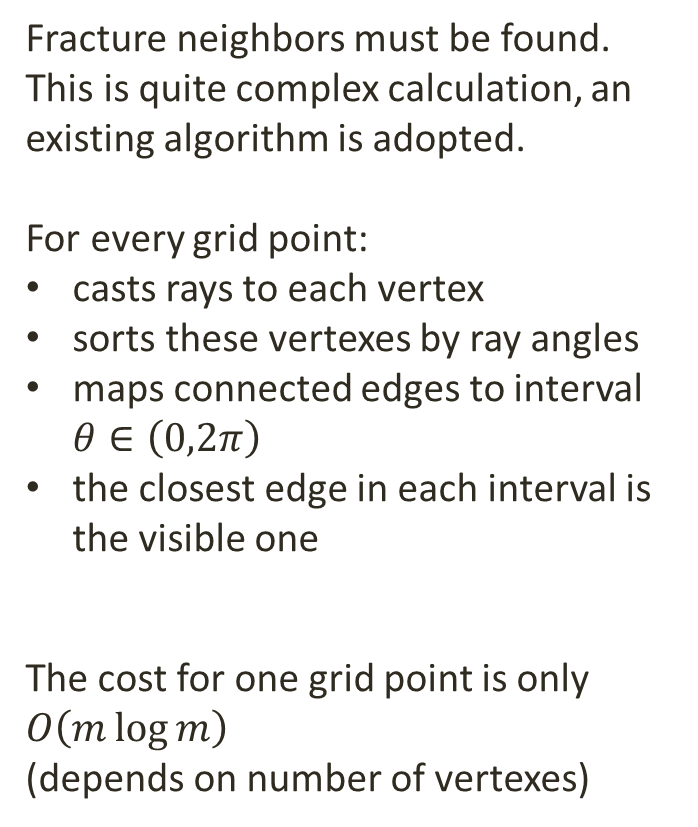 Fracture neighbors must be found.
This is quite complex calculation, an
existing algorithm is adopted.
For every grid point:
• casts rays to each vertex
• sorts these vertexes by ray angles
• maps connected edges to interval
θ ∈ (0,2π)
• the closest edge in each interval is
the visible one
The cost for one grid point is only
O(m log m)
(depends on number of vertexes)